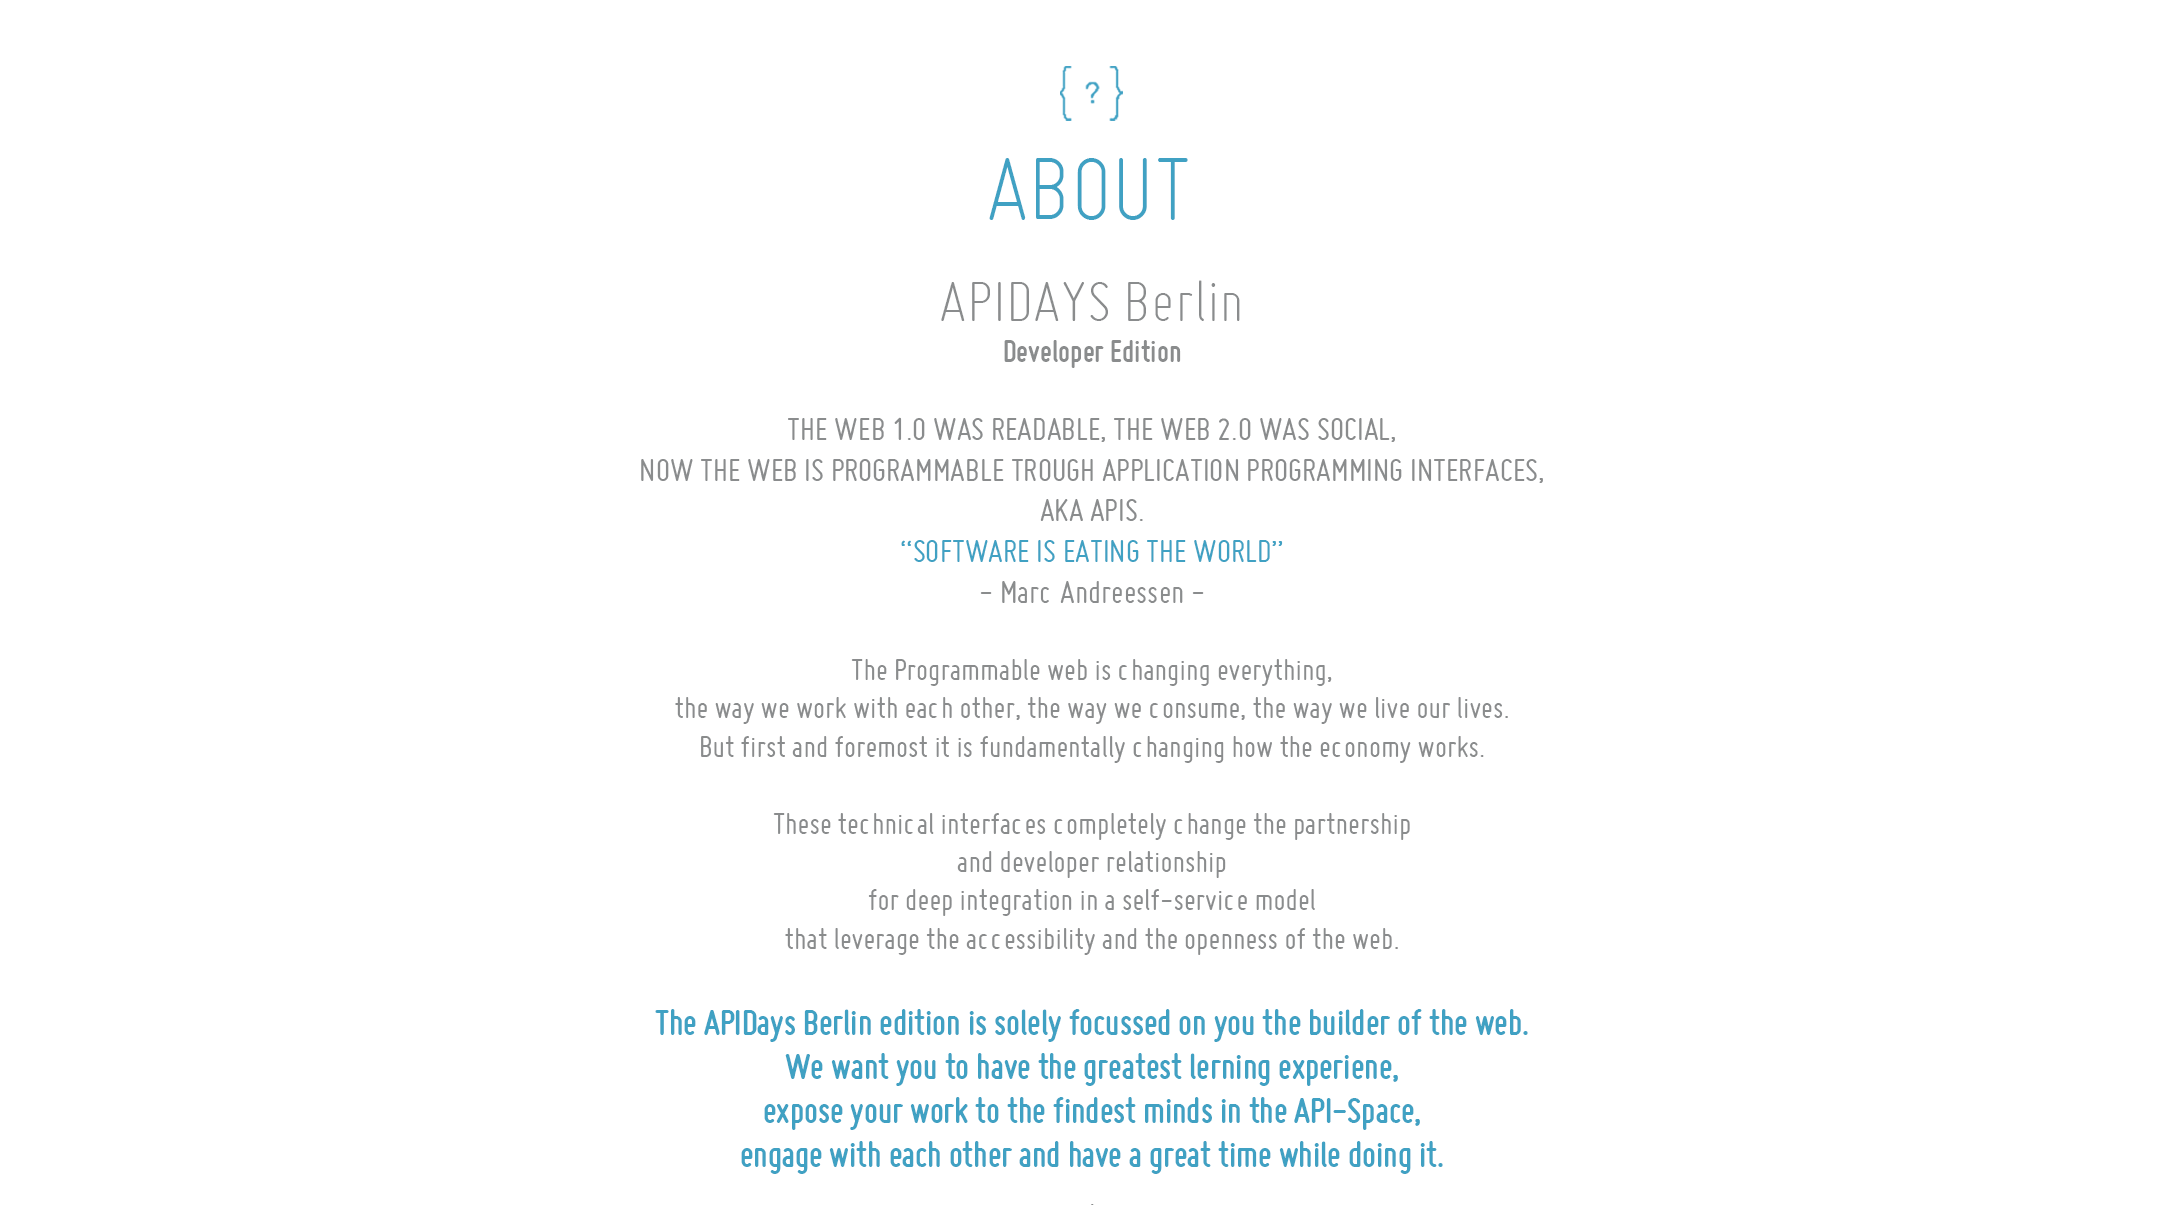 { ? }
ABOUT
APIDAYS Berlin
Developer Edition
THE WEB 1.0 WAS READABLE, THE WEB 2.0 WAS SOCIAL,
NOW THE WEB IS PROGRAMMABLE TROUGH APPLICATION PROGRAMMING INTERFACES,
AKA APIS.
“SOFTWARE IS EATING THE WORLD”
- Marc Andreessen -
The Programmable web is changing everything,
the way we work with each other, the way we consume, the way we live our lives.
But first and foremost it is fundamentally changing how the economy works.
These technical interfaces completely change the partnership
and developer relationship
for deep integration in a self-service model
that leverage the accessibility and the openness of the web.
The APIDays Berlin edition is solely focussed on you the builder of the web.
We want you to have the greatest lerning experiene,
expose your work to the findest minds in the API-Space,
engage with each other and have a great time while doing it.